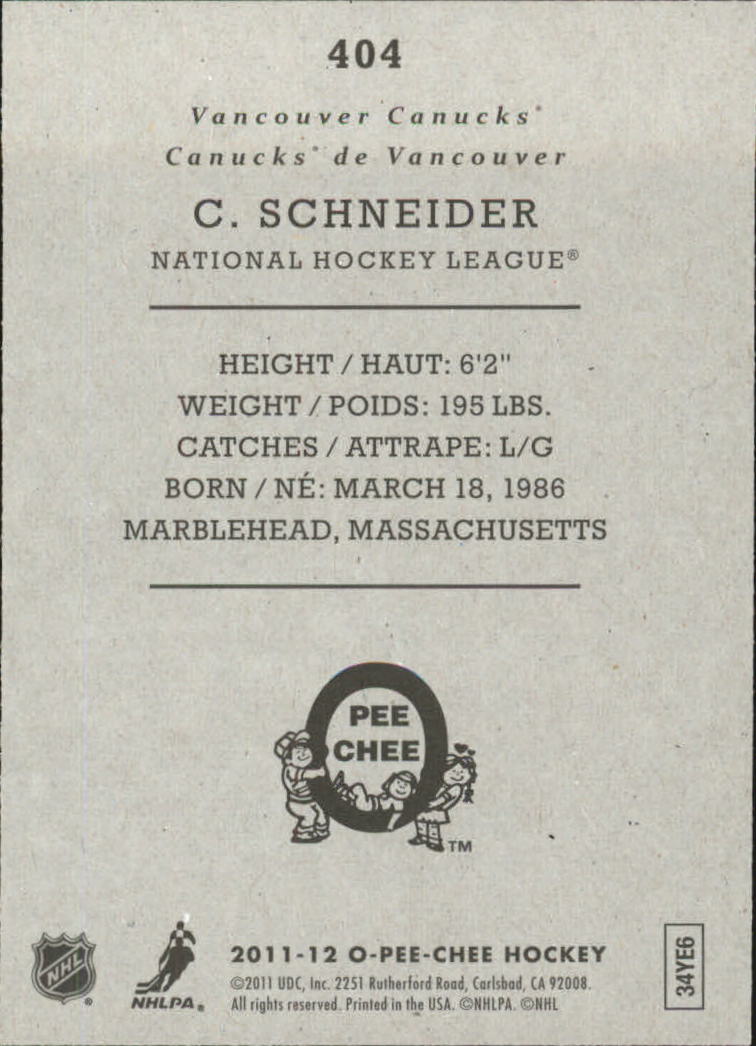 404
Vancouver Canucks®
Canucks® de Vancouver
C. SCHNEIDER
NATIONAL HOCKEY LEAGUE®
HEIGHT / HAUT: 6'2"
WEIGHT / POIDS: 195 LBS.
CATCHES / ATTRAPE: L/G
BORN / NÉ: MARCH 18, 1986
MARBLEHEAD, MASSACHUSETTS
O
PEE
CHEE
TM
NHL ®
NHLPA®
2011-12 O-PEE-CHEE HOCKEY
©2011 UDC, Inc. 2251 Rutherford Road, Carlsbad, CA 92008.
All rights reserved. Printed in the USA. ©NHLPA. ©NHL
34YE6